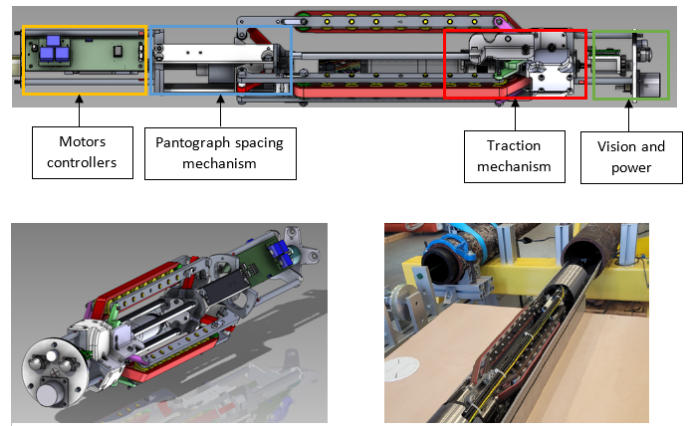 Motors
controllers
Pantograph spacing
mechanism
Traction
mechanism
Vision and
power